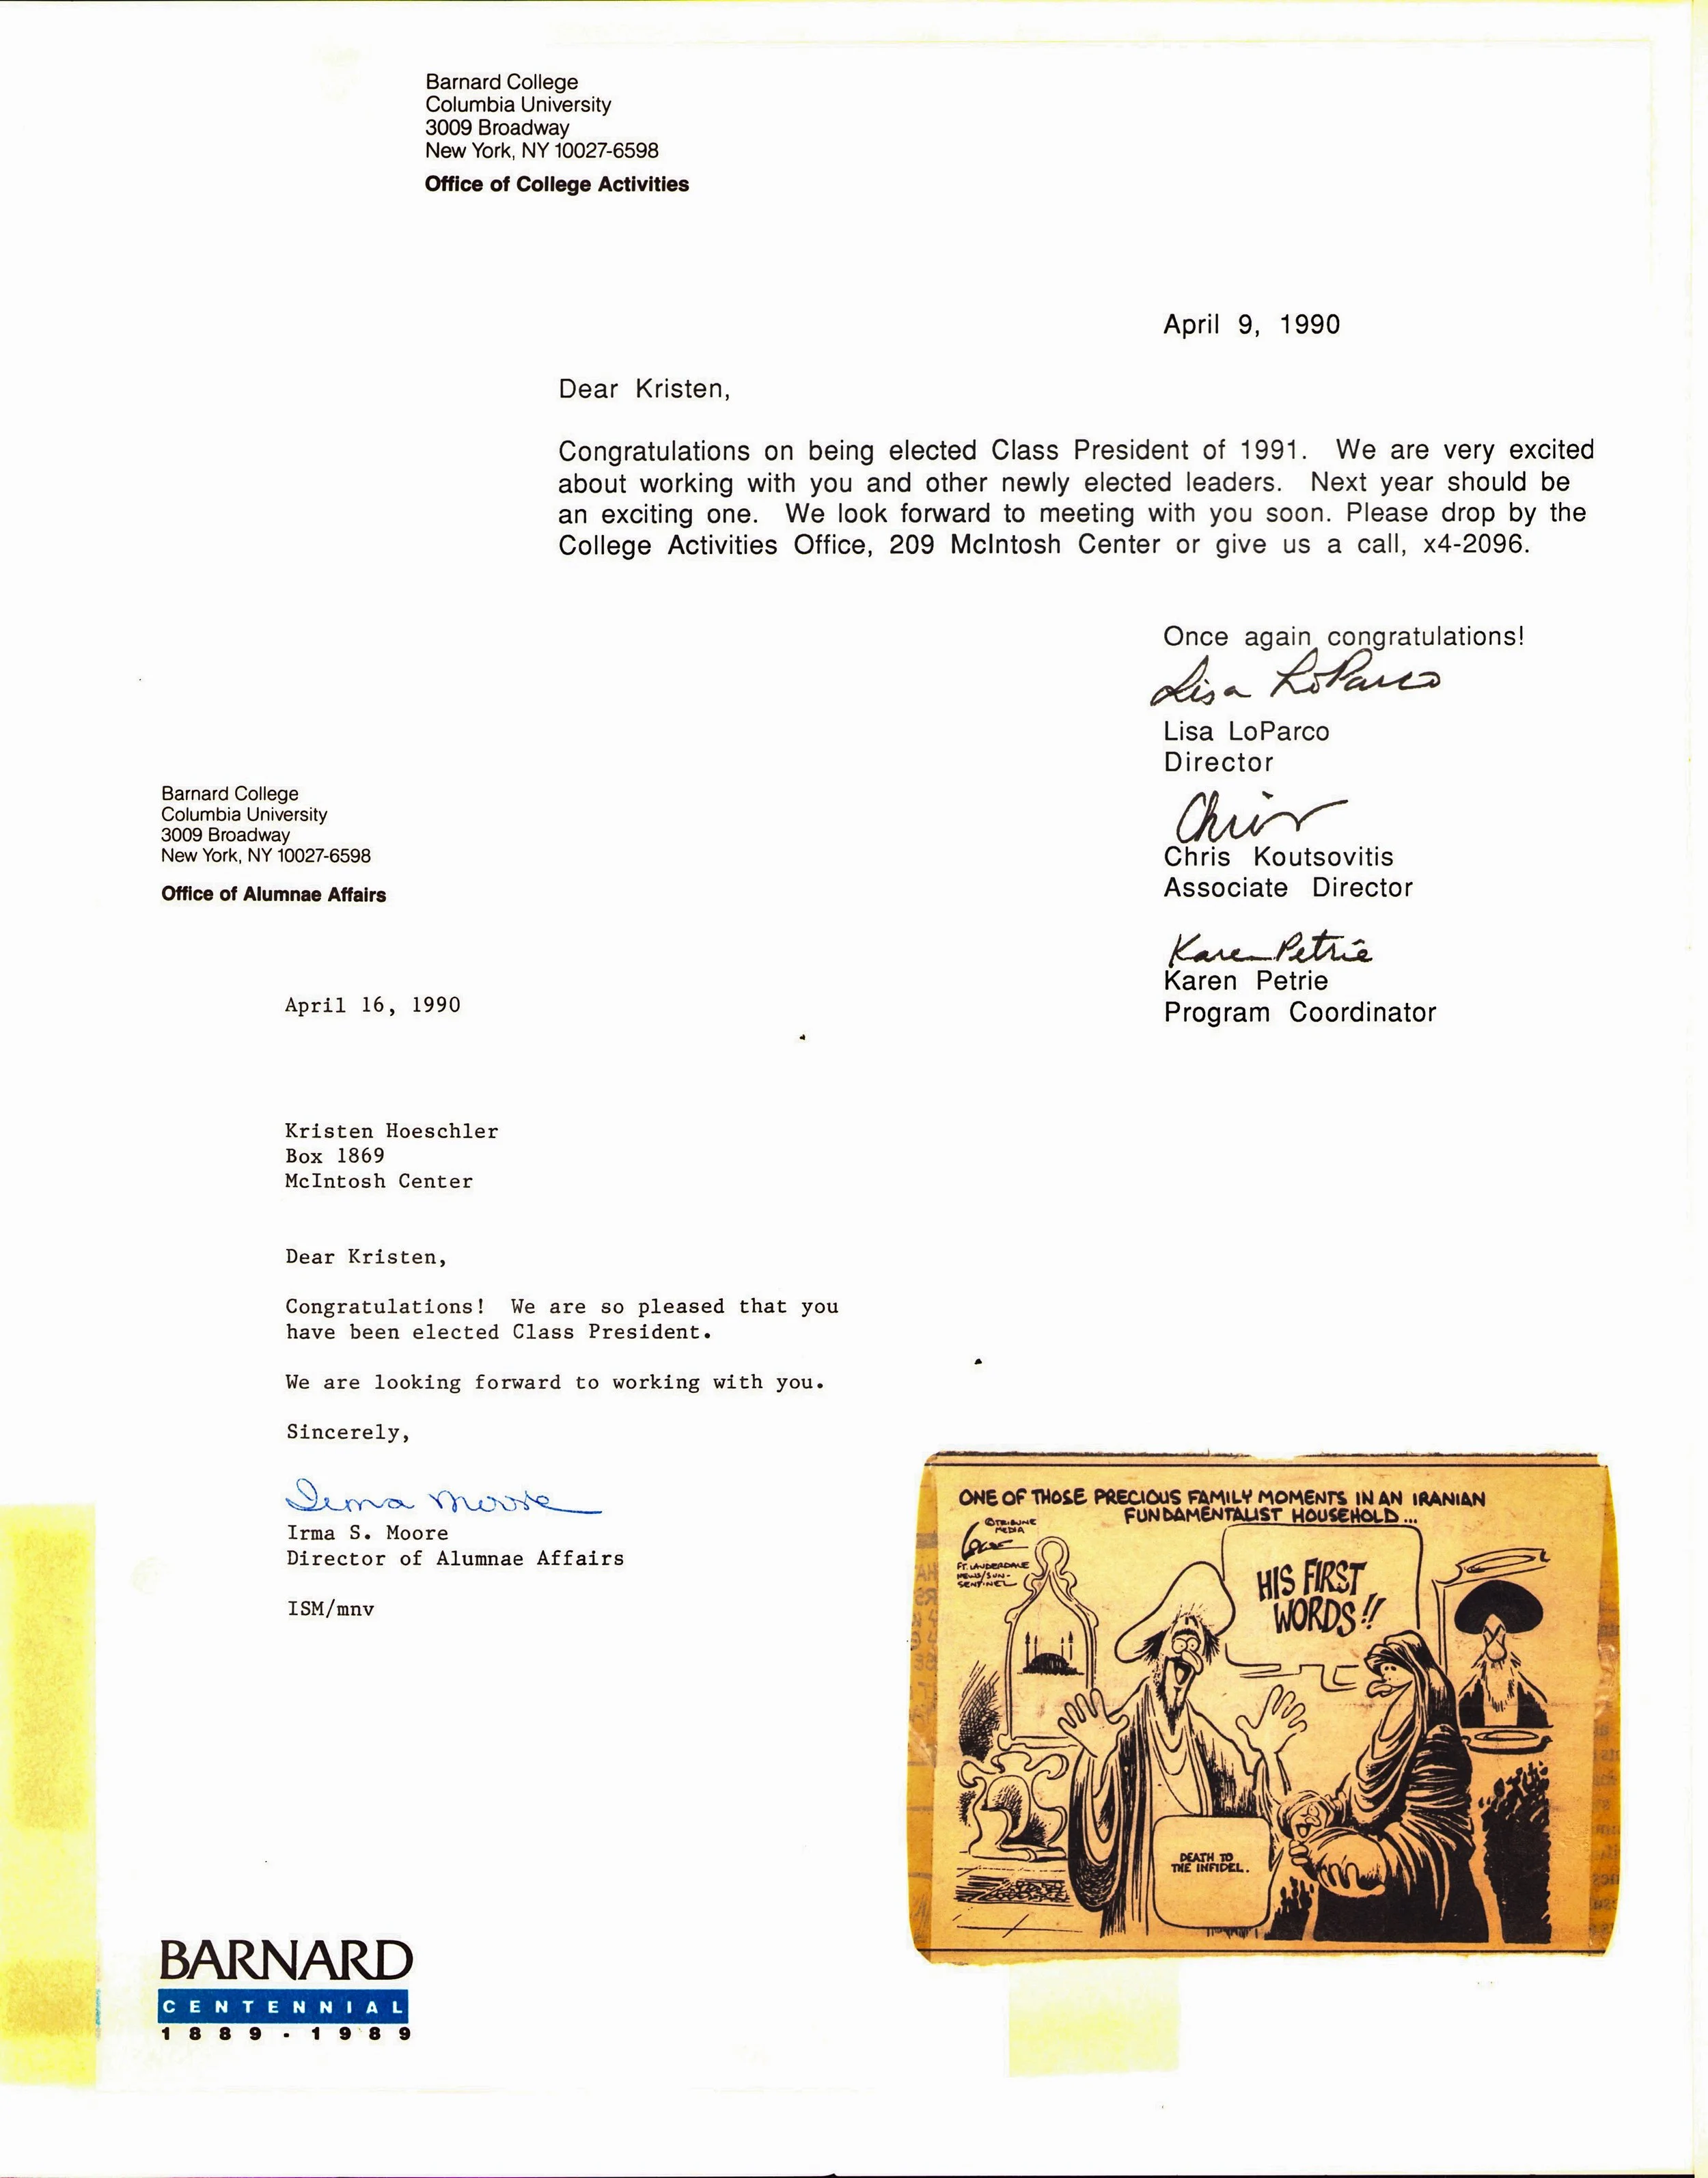 Barnard College
Columbia University
3009 Broadway
New York, NY 10027-6598
Office of College Activities
April 9, 1990
Dear Kristen,
Congratulations on being elected Class President of 1991. We are very excited
about working with you and other newly elected leaders. Next year should be
an exciting one. We look forward to meeting with you soon. Please drop by the
College Activities Office, 209 McIntosh Center or give us a call, x4-2096.
Once again congratulations!
Lisa LoParco
Lisa LoParco
Director
Chris
Chris Koutsovitis
Associate Director
Karen Petrie
Karen Petrie
Program Coordinator
Barnard College
Columbia University
3009 Broadway
New York, NY 10027-6598
Office of Alumnae Affairs
April 16, 1990
Kristen Hoeschler
Box 1869
McIntosh Center
Dear Kristen,
Congratulations! We are so pleased that you
have been elected Class President.
We are looking forward to working with you.
Sincerely,
Irma Moore
Irma S. Moore
Director of Alumnae Affairs
ISM/mnv
BARNARD
CENTENNIAL
1889-1989
ONE OF THOSE PRECIOUS FAMILY MOMENTS IN AN IRANIAN
FUNDAMENTALIST HOUSEHOLD...
©TRIBUNE
MEDIA
FT. LAUDERDALE
NEWS/SUN-
SENTINEL
HIS FIRST
WORDS!!
DEATH TO
THE INFIDEL.